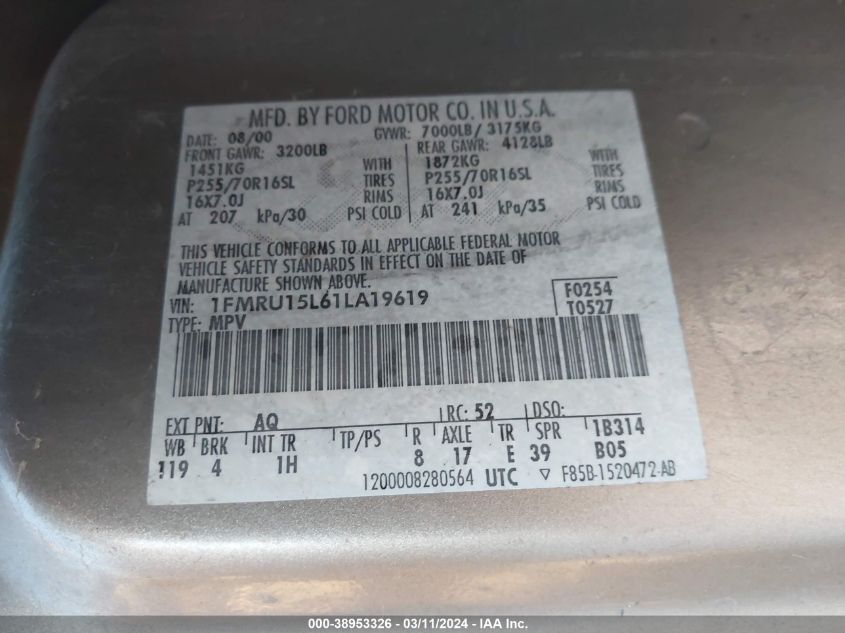 MFD. BY FORD MOTOR CO. IN U.S.A.
DATE: 08/00 GVWR: 7000LB/ 3175KG
FRONT GAWR: 3200LB REAR GAWR: 4128LB
1451KG WITH 1872KG WITH
P255/70R16SL TIRES P255/70R16SL TIRES
16X7.0J RIMS 16X7.0J RIMS
AT 207 kPa/30 PSI COLD AT 241 kPa/35 PSI COLD
THIS VEHICLE CONFORMS TO ALL APPLICABLE FEDERAL MOTOR
VEHICLE SAFETY STANDARDS IN EFFECT ON THE DATE OF
MANUFACTURE SHOWN ABOVE.
VIN: 1FMRU15L61LA19619 F0254
TYPE: MPV T0527
EXT PNT: AQ RC: 52 DSO:
WB BRK INT TR TP/PS R AXLE TR SPR 1B314
119 4 1H 8 17 E 39 B05
1200008280564 UTC ▽ F85B-1520472-AB
000-38953326 - 03/11/2024 - IAA Inc.